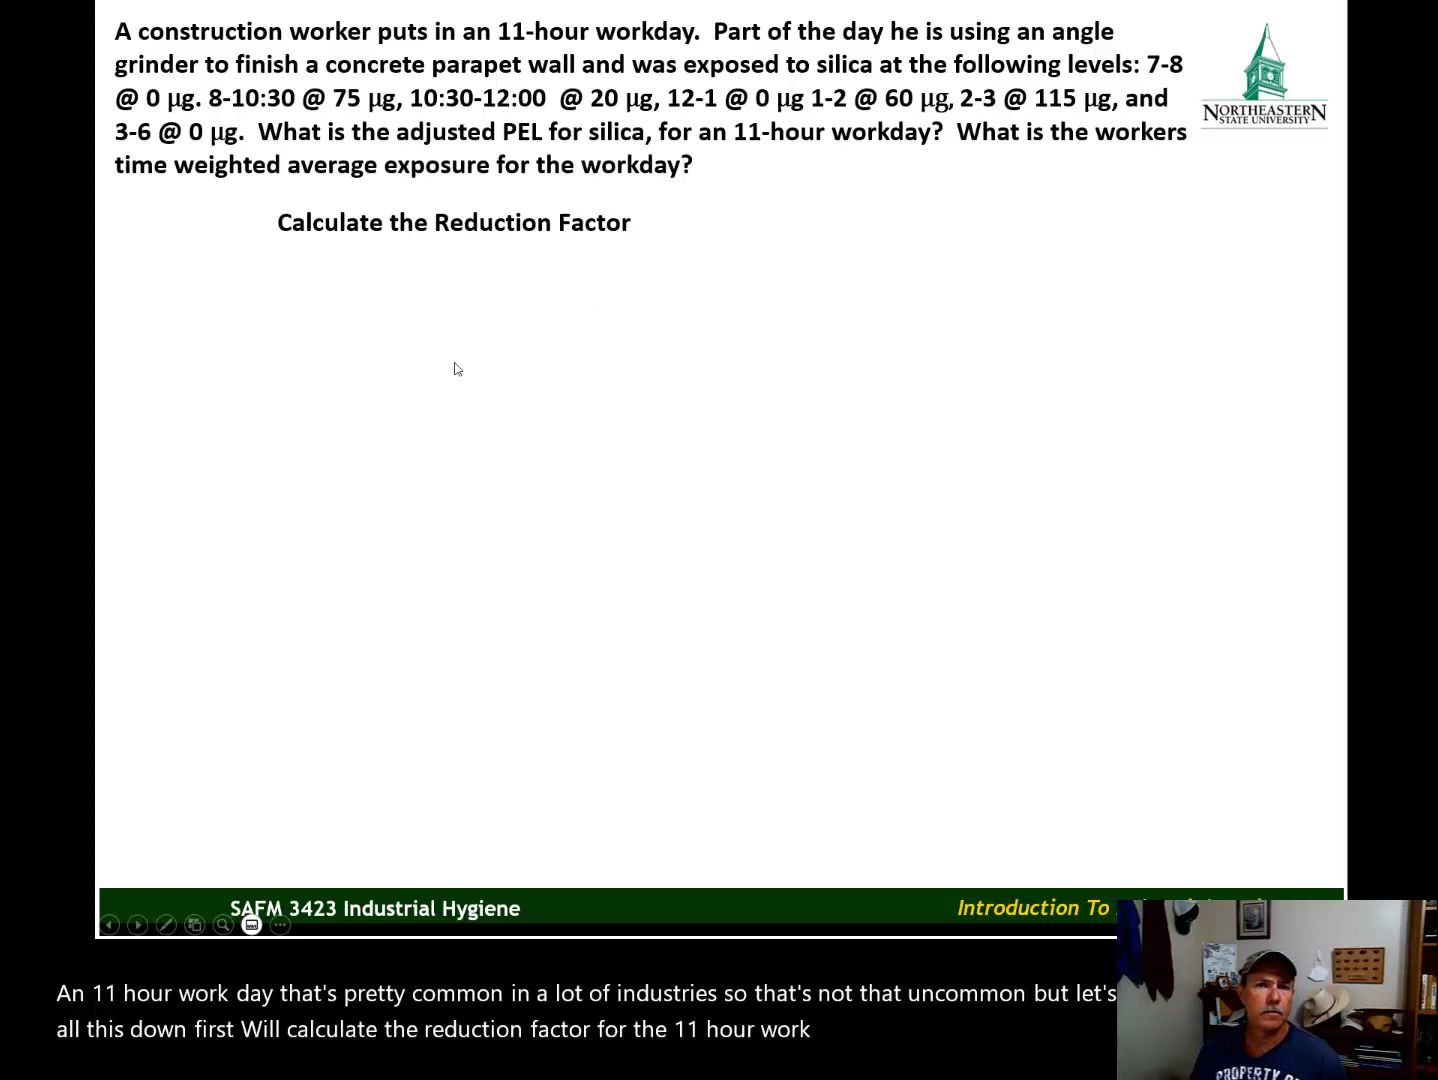 A construction worker puts in an 11-hour workday.  Part of the day he is using an angle
grinder to finish a concrete parapet wall and was exposed to silica at the following levels: 7-8
@ 0 µg. 8-10:30 @ 75 µg, 10:30-12:00  @ 20 µg, 12-1 @ 0 µg 1-2 @ 60 µg, 2-3 @ 115 µg, and
3-6 @ 0 µg.  What is the adjusted PEL for silica, for an 11-hour workday?  What is the workers
time weighted average exposure for the workday?
NORTHEASTERN
STATE UNIVERSITY
Calculate the Reduction Factor
SAFM 3423 Industrial Hygiene
Introduction To
An 11 hour work day that's pretty common in a lot of industries so that's not that uncommon but let's
all this down first Will calculate the reduction factor for the 11 hour work
PROPERTY